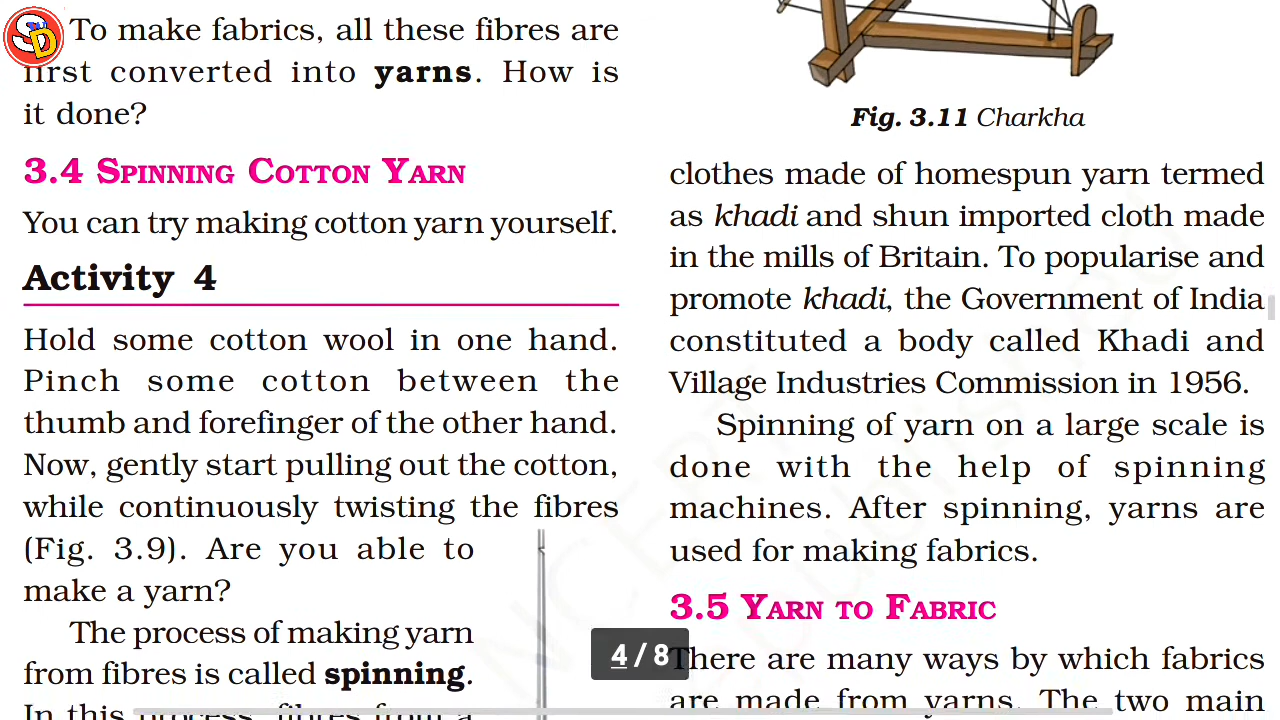 SD
To make fabrics, all these fibres are
first converted into yarns. How is
it done?
3.4 SPINNING COTTON YARN
You can try making cotton yarn yourself.
Activity 4
Hold some cotton wool in one hand.
Pinch some cotton between the
thumb and forefinger of the other hand.
Now, gently start pulling out the cotton,
while continuously twisting the fibres
(Fig. 3.9). Are you able to
make a yarn?
The process of making yarn
from fibres is called spinning.
In this process, fibres from a
Fig. 3.11 Charkha
clothes made of homespun yarn termed
as khadi and shun imported cloth made
in the mills of Britain. To popularise and
promote khadi, the Government of India
constituted a body called Khadi and
Village Industries Commission in 1956.
Spinning of yarn on a large scale is
done with the help of spinning
machines. After spinning, yarns are
used for making fabrics.
3.5 YARN TO FABRIC
There are many ways by which fabrics
are made from yarns. The two main
4 / 8